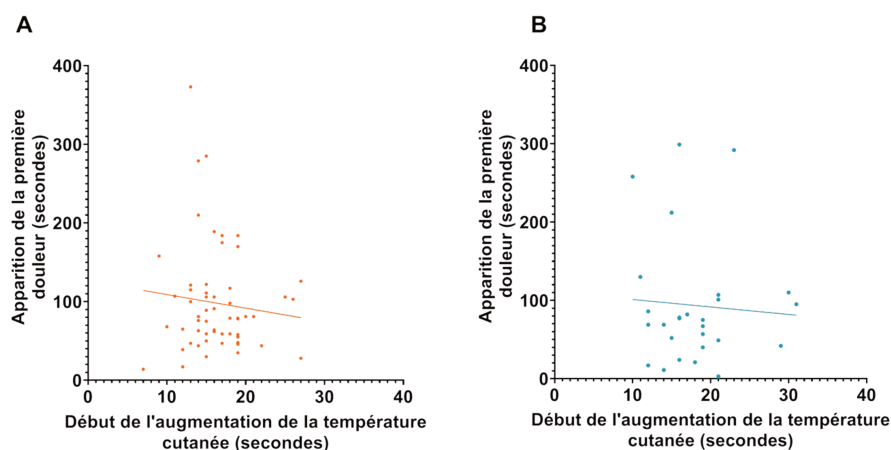 A
400
300
200
100
0
0
10
20
30
40
Apparition de la première
douleur (secondes)
Début de l'augmentation de la température
cutanée (secondes)
B
400
300
200
100
0
0
10
20
30
40
Apparition de la première
douleur (secondes)
Début de l'augmentation de la température
cutanée (secondes)